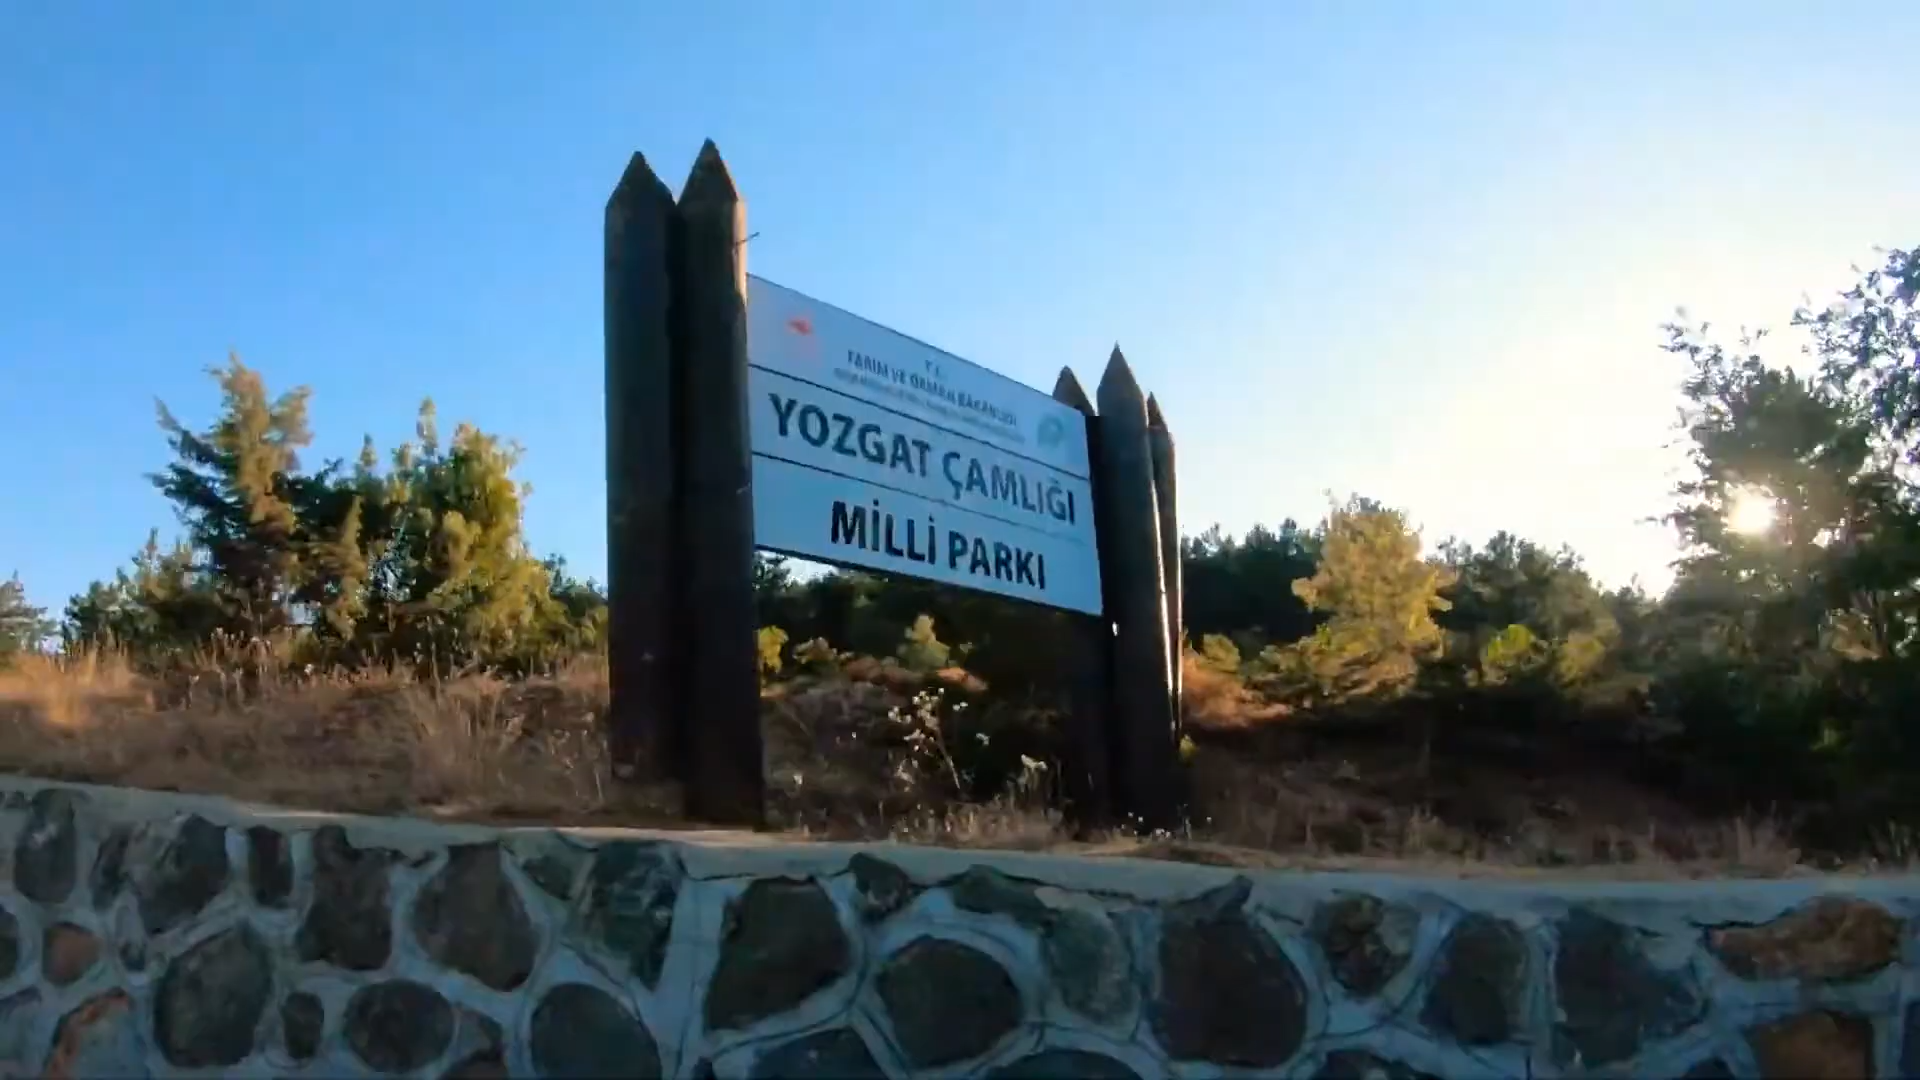 T.C.
TARIM VE ORMAN BAKANLIĞI
YOZGAT ÇAMLIĞI
MİLLİ PARKI